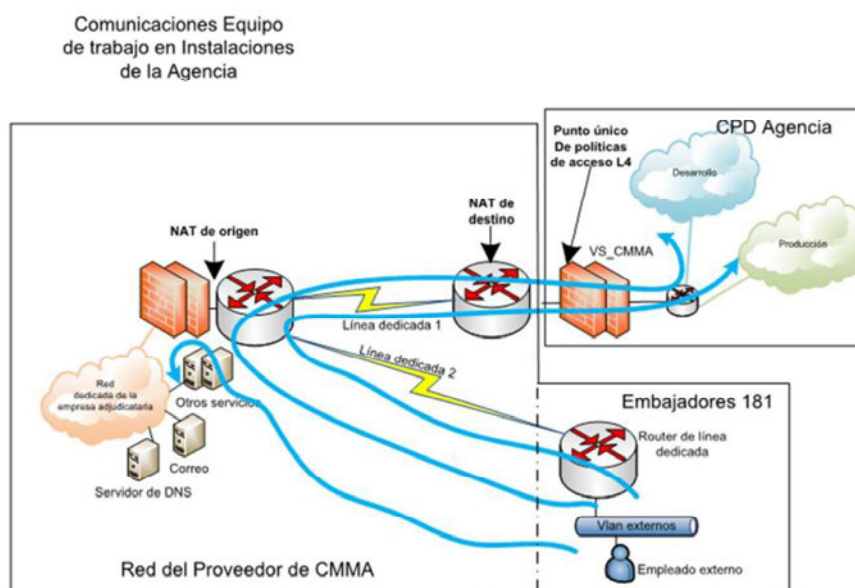 Comunicaciones Equipo
de trabajo en Instalaciones
de la Agencia
CPD Agencia
Punto único
De políticas
de acceso L4
Desarrollo
NAT de
destino
NAT de origen
VS_CMMA
Producción
Línea dedicada 1
Línea dedicada 2
Red
dedicada de la
empresa adjudicataria
Otros servicios
Correo
Servidor de DNS
Embajadores 181
Router de línea
dedicada
Vlan externos
Empleado externo
Red del Proveedor de CMMA